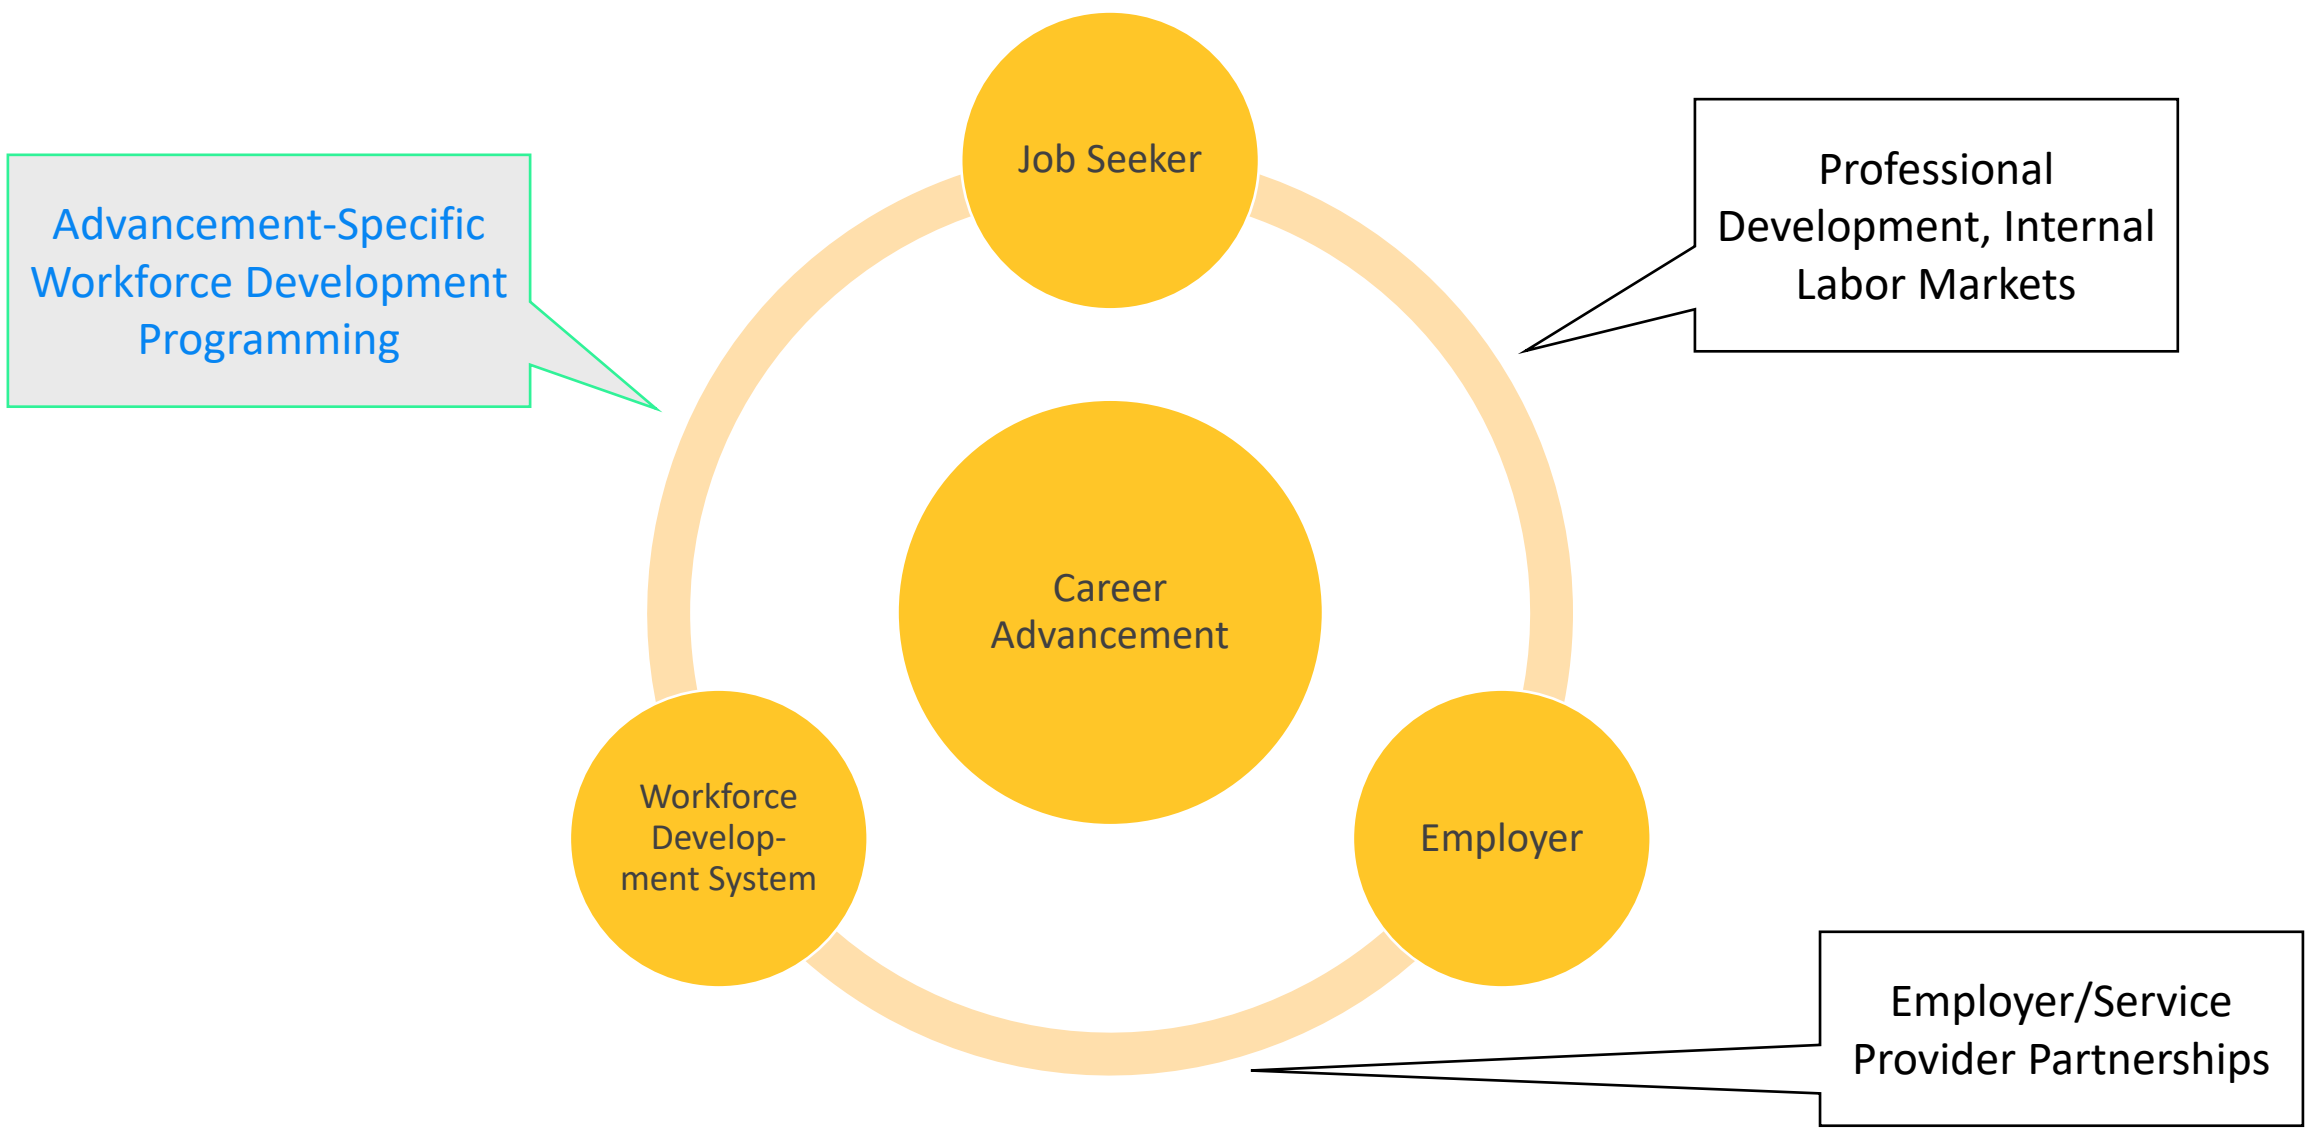 Job Seeker
Professional
Development, Internal
Labor Markets
Advancement-Specific
Workforce Development
Programming
Career
Advancement
Workforce
Develop-
ment System
Employer
Employer/Service
Provider Partnerships